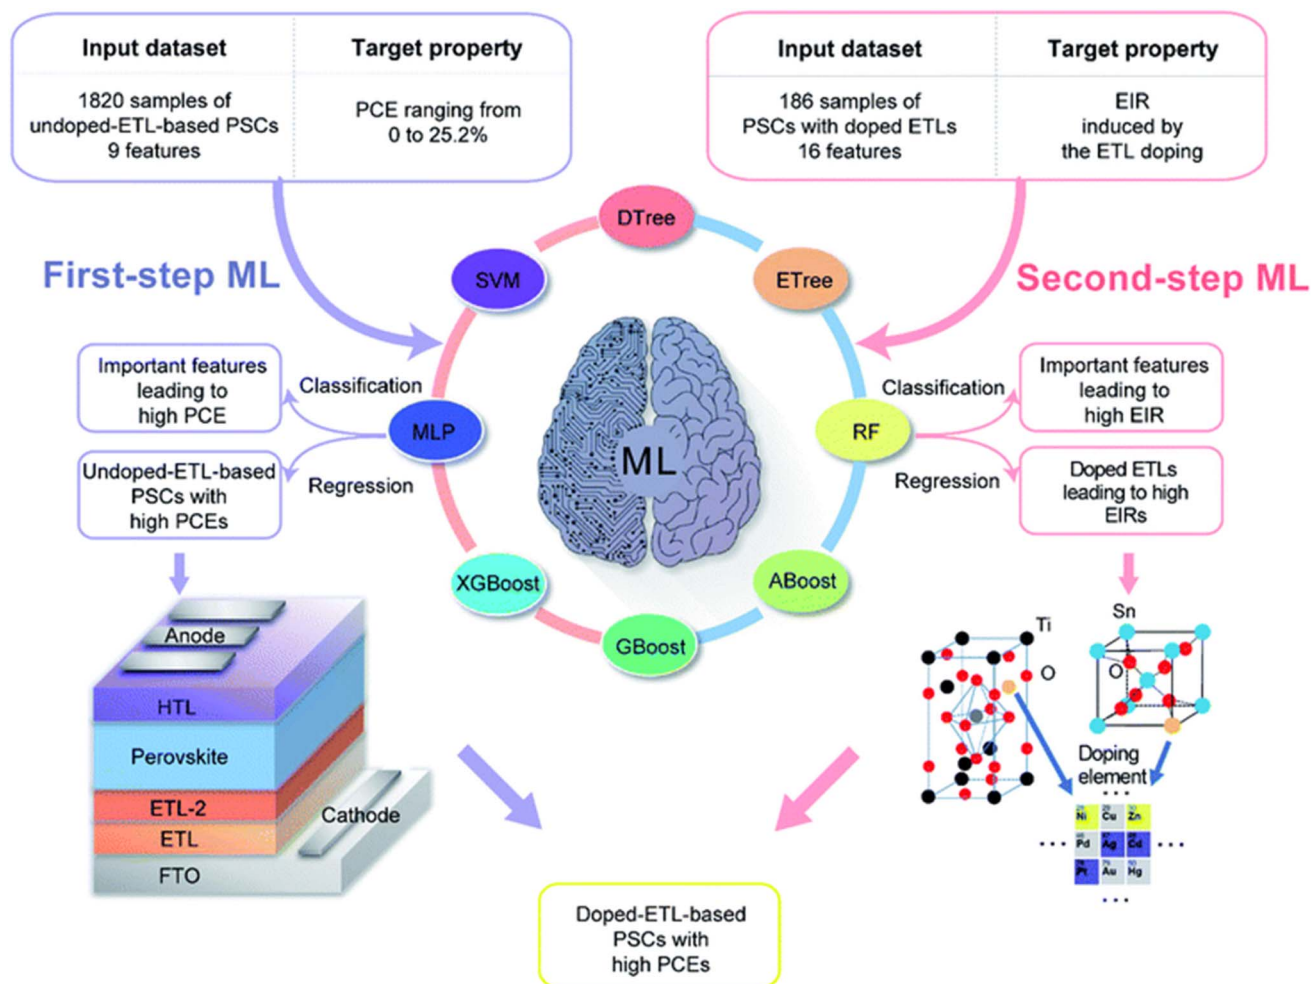 Input dataset
Target property
1820 samples of
undoped-ETL-based PSCs
9 features
PCE ranging from
0 to 25.2%
Input dataset
Target property
186 samples of
PSCs with doped ETLs
16 features
EIR
induced by
the ETL doping
First-step ML
Second-step ML
DTree
SVM
ETree
MLP
RF
XGBoost
ABoost
GBoost
ML
Important features
leading to
high PCE
Classification
Undoped-ETL-based
PSCs with
high PCEs
Regression
Classification
Important features
leading to
high EIR
Regression
Doped ETLs
leading to high
EIRs
Anode
HTL
Perovskite
ETL-2
ETL
FTO
Cathode
Ti
O
Sn
O
Doping
element
...
Ni Cu Zn
... Pd Ag Cd ...
Pt Au Hg
...
Doped-ETL-based
PSCs with
high PCEs